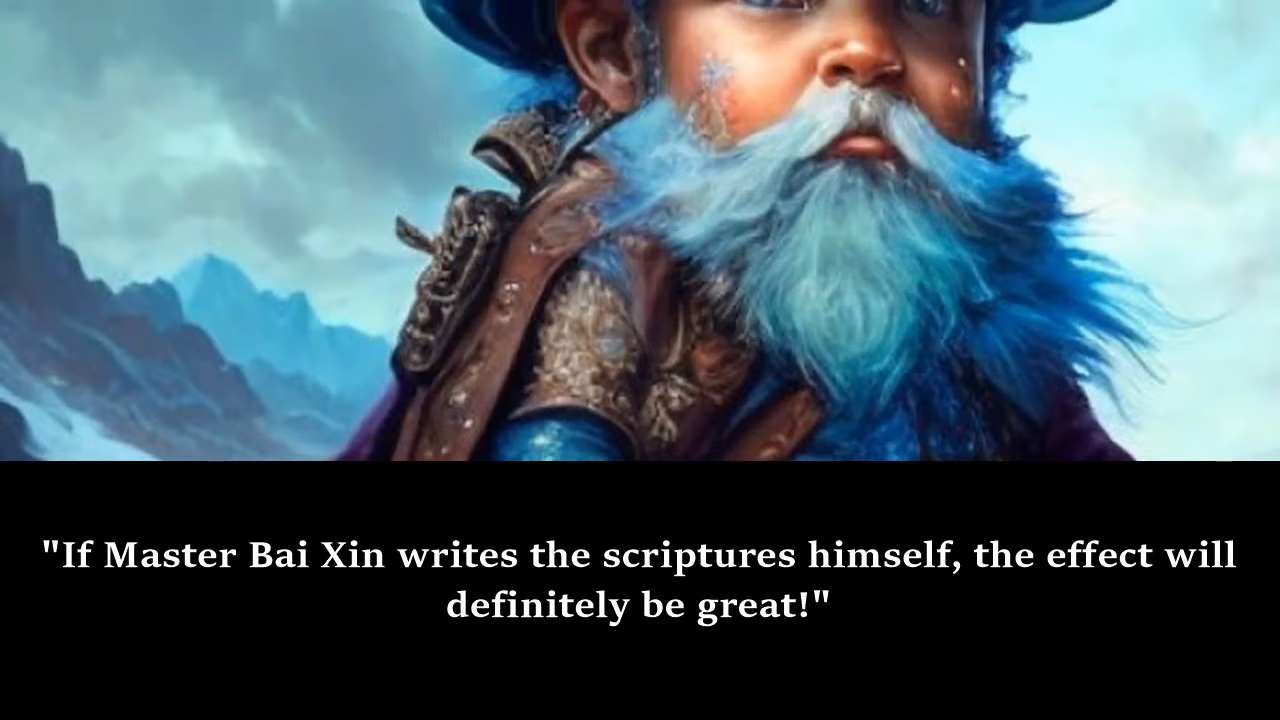 "If Master Bai Xin writes the scriptures himself, the effect will
definitely be great!"